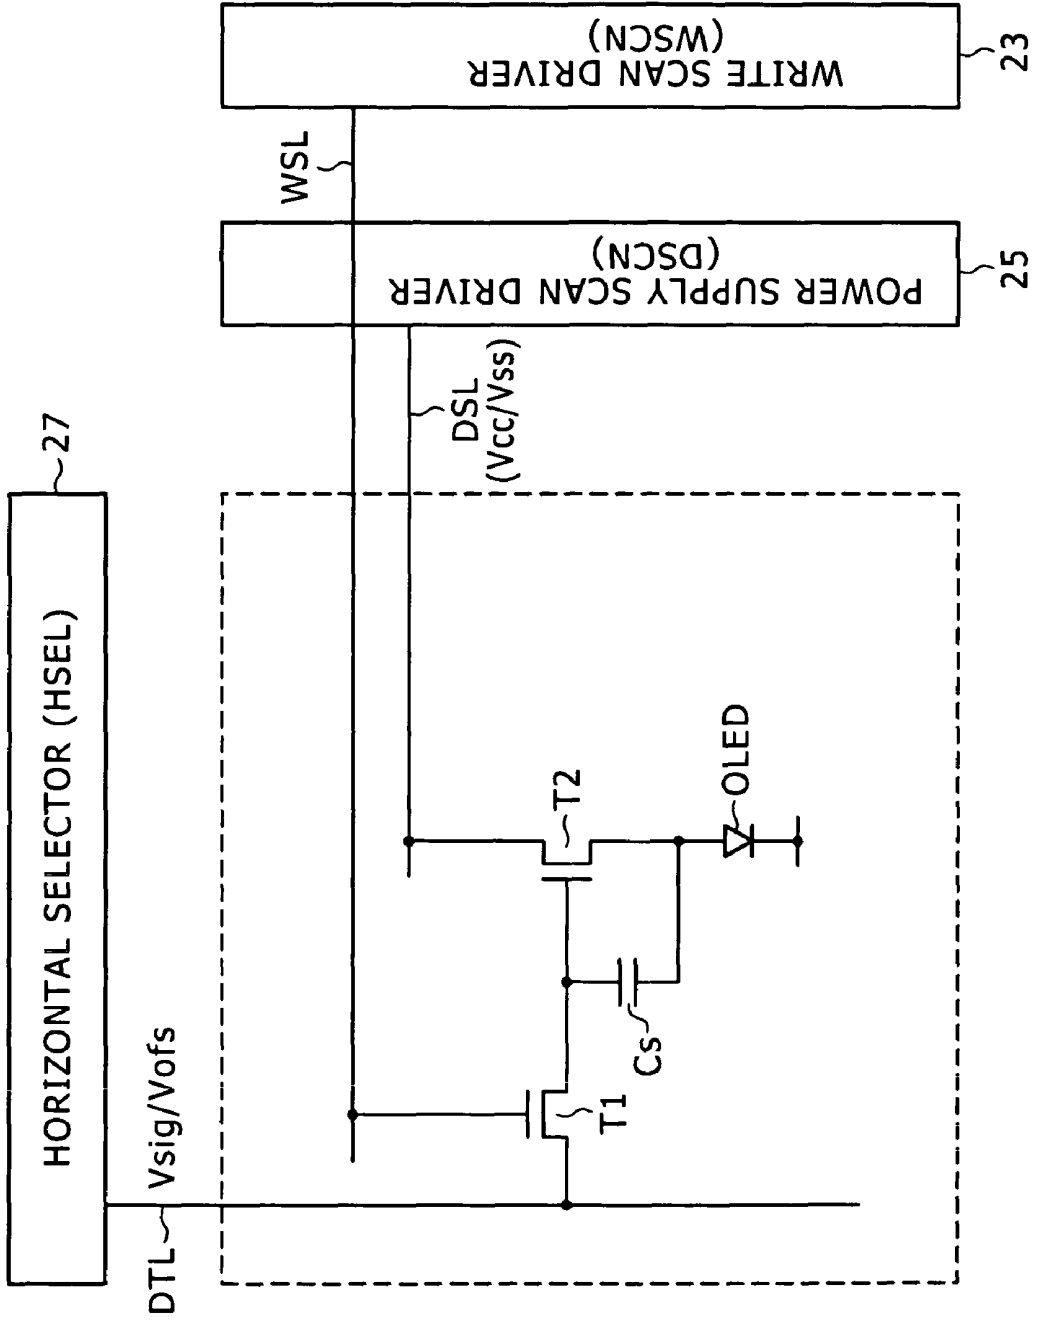 HORIZONTAL SELECTOR (HSEL)
27
DTL
Vsig/Vofs
WSL
DSL
(Vcc/Vss)
POWER SUPPLY SCAN DRIVER
(DSCN)
25
WRITE SCAN DRIVER
(WSCN)
23
T1
T2
Cs
OLED